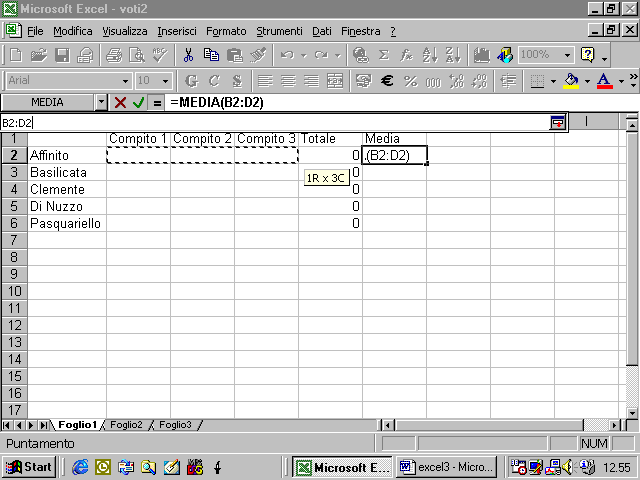 Microsoft Excel - voti2
File Modifica Visualizza Inserisci Formato Strumenti Dati Finestra ?
100%
Arial 10 G C S
MEDIA =MEDIA(B2:D2)
B2:D2 I
1 Compito 1 Compito 2 Compito 3 Totale Media
2 Affinito 0 .(B2:D2)
3 Basilicata 0
1R x 3C
4 Clemente 0
5 Di Nuzzo 0
6 Pasquariello 0
7
8
9
10
11
12
13
14
15
16
17
Foglio1 Foglio2 Foglio3
Puntamento NUM
Start Microsoft E... excel3 - Micro... 12.55